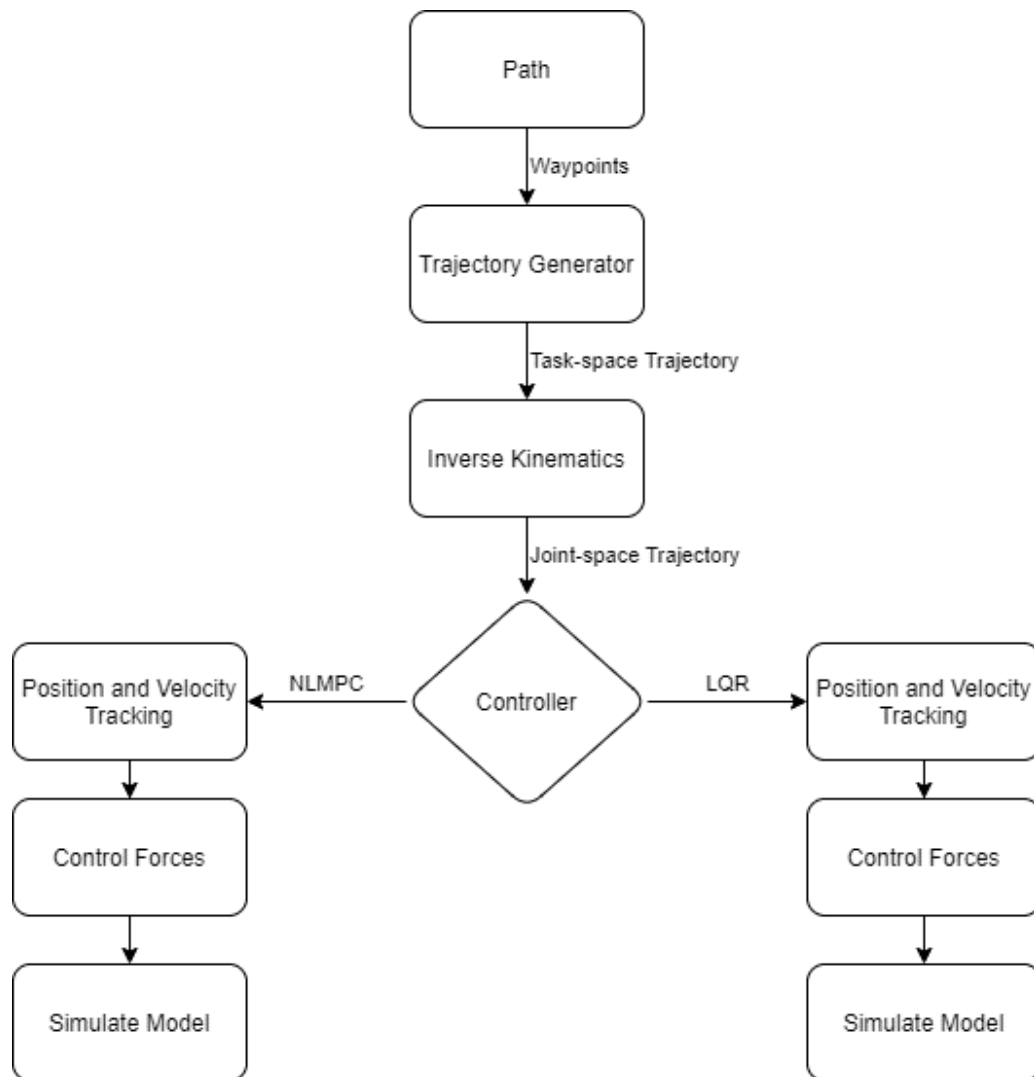 Path
Waypoints
Trajectory Generator
Task-space Trajectory
Inverse Kinematics
Joint-space Trajectory
Position and Velocity
Tracking
NLMPC
Controller
LQR
Position and Velocity
Tracking
Control Forces
Control Forces
Simulate Model
Simulate Model